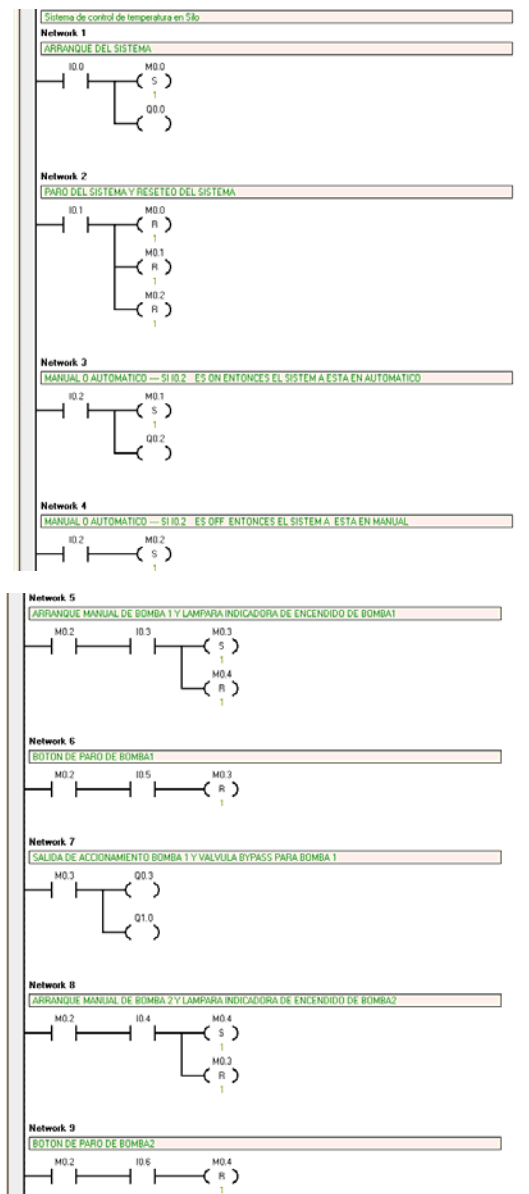 Sistema de control de temperatura en Silo
Network 1
ARRANQUE DEL SISTEMA
I0.0 M0.0
S
1
Q0.0
Network 2
PARO DEL SISTEMA Y RESETEO DEL SISTEMA
I0.1 M0.0
R
1
M0.1
R
1
M0.2
R
1
Network 3
MANUAL O AUTOMATICO --- SI I0.2 ES ON ENTONCES EL SISTEM A ESTA EN AUTOMATICO
I0.2 M0.1
S
1
Q0.2
Network 4
MANUAL O AUTOMATICO --- SI I0.2 ES OFF ENTONCES EL SISTEM A ESTA EN MANUAL
I0.2 M0.2
S
1
Network 5
ARRANQUE MANUAL DE BOMBA 1 Y LAMPARA INDICADORA DE ENCENDIDO DE BOMBA1
M0.2 I0.3 M0.3
S
1
M0.4
R
1
Network 6
BOTON DE PARO DE BOMBA1
M0.2 I0.5 M0.3
R
1
Network 7
SALIDA DE ACCIONAMIENTO BOMBA 1 Y VALVULA BYPASS PARA BOMBA 1
M0.3 Q0.3
Q1.0
Network 8
ARRANQUE MANUAL DE BOMBA 2 Y LAMPARA INDICADORA DE ENCENDIDO DE BOMBA2
M0.2 I0.4 M0.4
S
1
M0.3
R
1
Network 9
BOTON DE PARO DE BOMBA2
M0.2 I0.6 M0.4
R
1